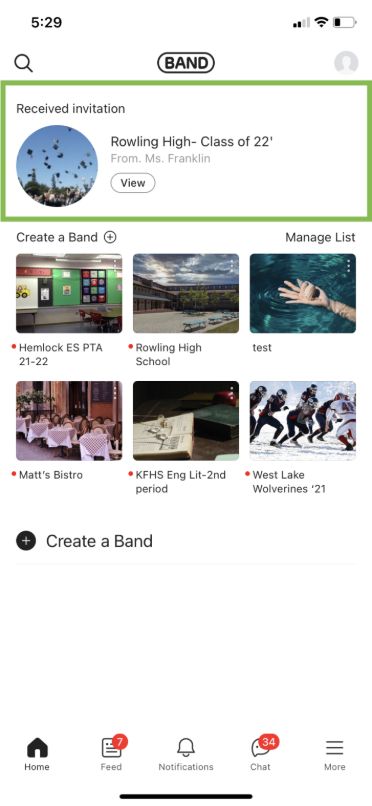 5:29
BAND
Received invitation
Rowling High- Class of 22'
From. Ms. Franklin
View
Create a Band
Manage List
Hemlock ES PTA
21-22
Rowling High
School
test
Matt's Bistro
KFHS Eng Lit-2nd
period
West Lake
Wolverines ‘21
Create a Band
7
34
Home
Feed
Notifications
Chat
More